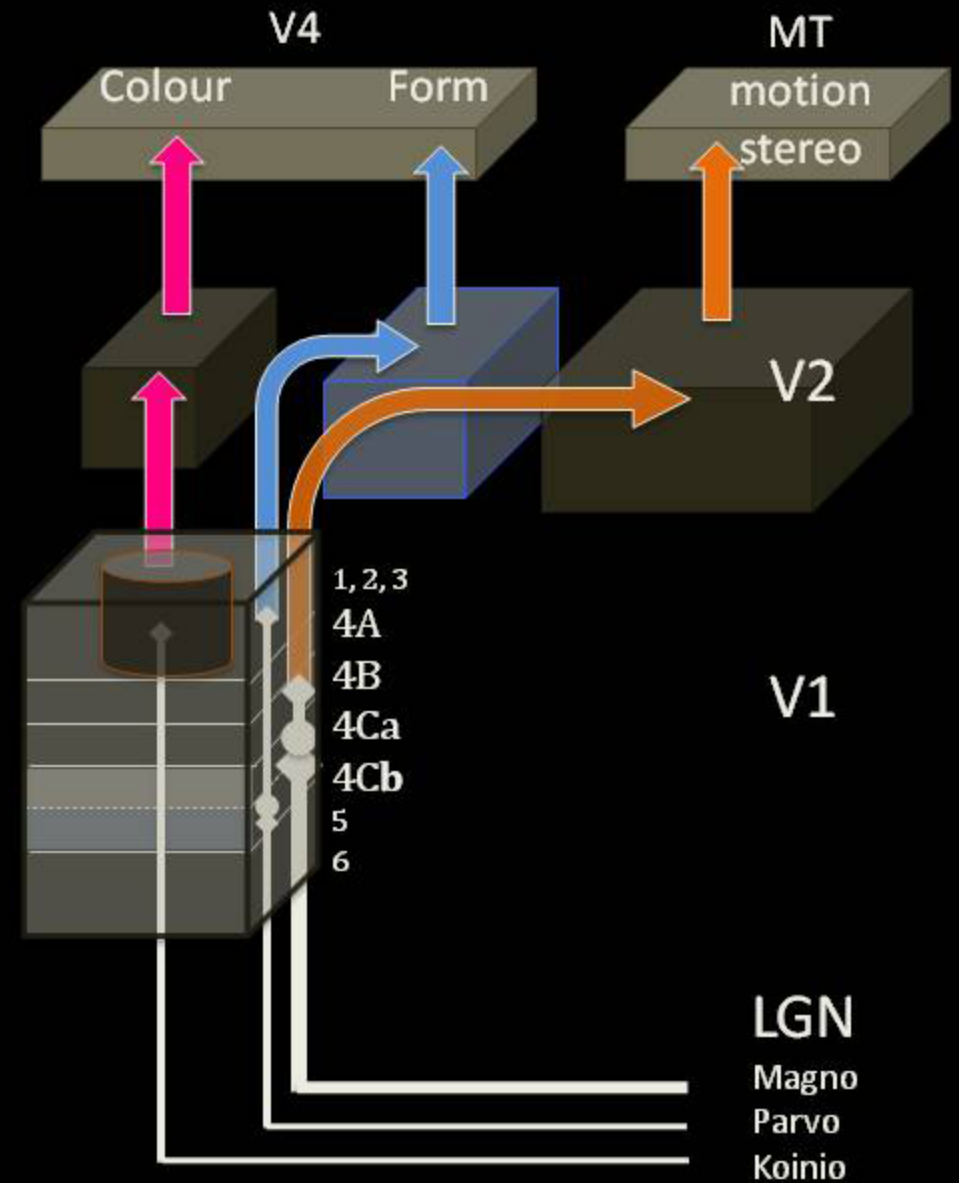 V4
MT
Colour Form
motion
stereo
V2
1, 2, 3
4A
4B
4Ca
4Cb
5
6
V1
LGN
Magno
Parvo
Koinio